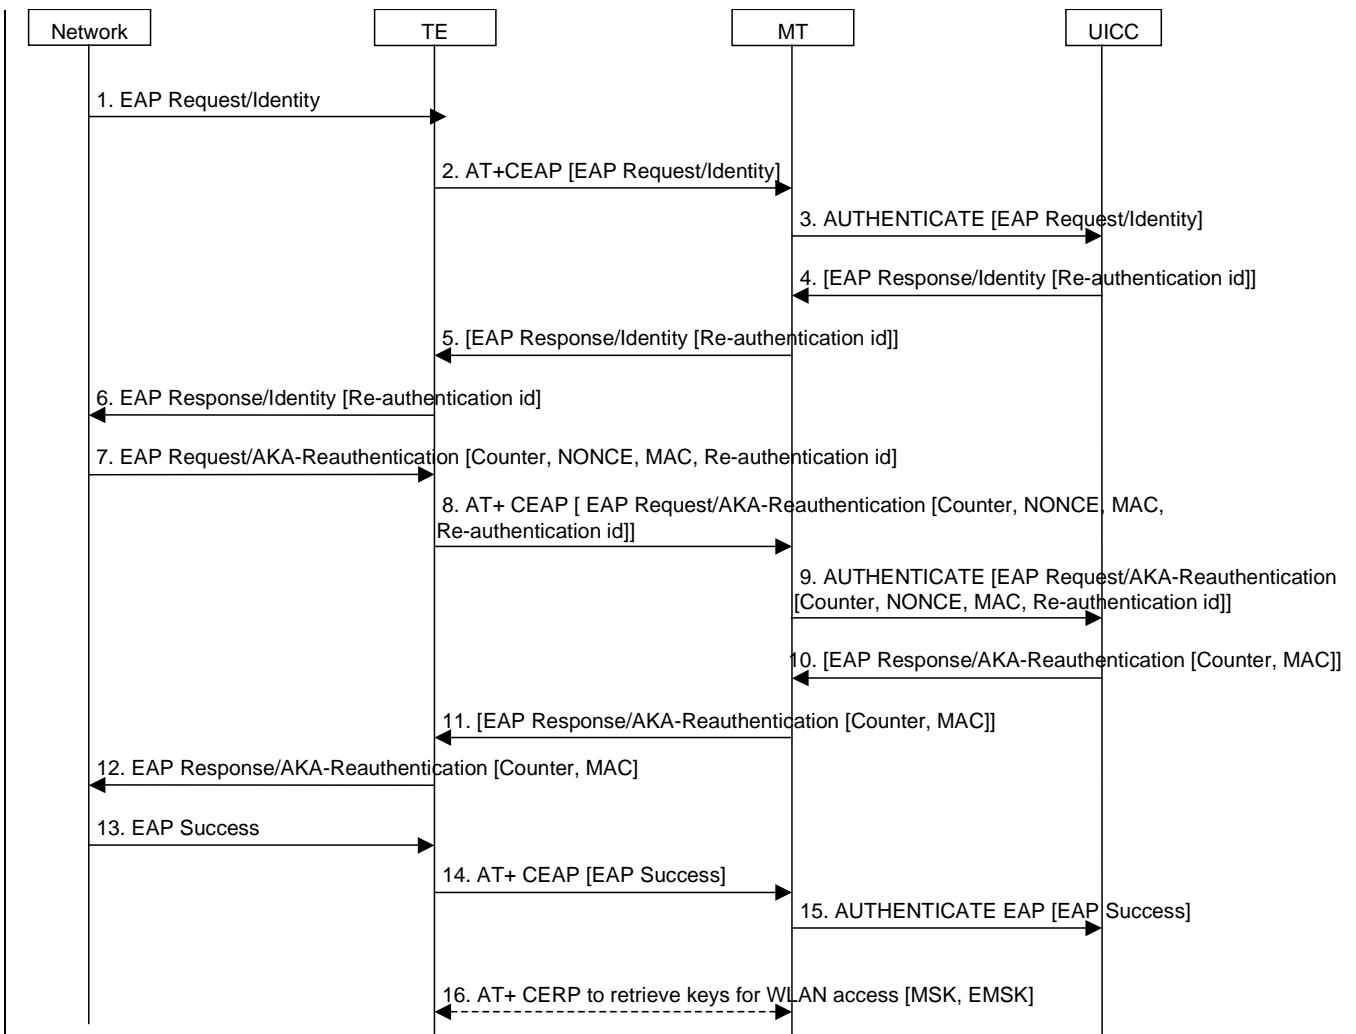 Network
TE
MT
UICC
1. EAP Request/Identity
2. AT+CEAP [EAP Request/Identity]
3. AUTHENTICATE [EAP Request/Identity]
4. [EAP Response/Identity [Re-authentication id]]
5. [EAP Response/Identity [Re-authentication id]]
6. EAP Response/Identity [Re-authentication id]
7. EAP Request/AKA-Reauthentication [Counter, NONCE, MAC, Re-authentication id]
8. AT+ CEAP [ EAP Request/AKA-Reauthentication [Counter, NONCE, MAC,
Re-authentication id]]
9. AUTHENTICATE [EAP Request/AKA-Reauthentication
[Counter, NONCE, MAC, Re-authentication id]]
10. [EAP Response/AKA-Reauthentication [Counter, MAC]]
11. [EAP Response/AKA-Reauthentication [Counter, MAC]]
12. EAP Response/AKA-Reauthentication [Counter, MAC]
13. EAP Success
14. AT+ CEAP [EAP Success]
15. AUTHENTICATE EAP [EAP Success]
16. AT+ CERP to retrieve keys for WLAN access [MSK, EMSK]